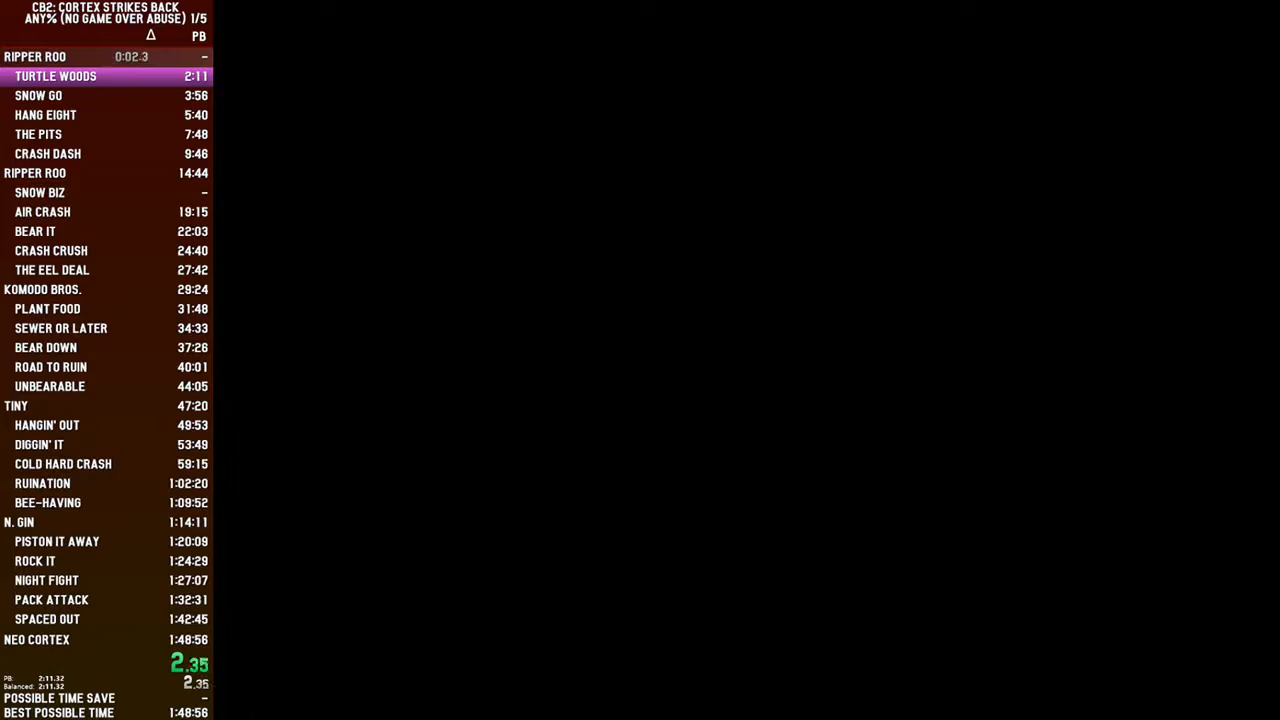 CB2: CORTEX STRIKES BACK
ANY% (NO GAME OVER ABUSE) 1/5
Δ PB
RIPPER ROO 0:02.3 –
TURTLE WOODS 2:11
SNOW GO 3:56
HANG EIGHT 5:40
THE PITS 7:48
CRASH DASH 9:46
RIPPER ROO 14:44
SNOW BIZ –
AIR CRASH 19:15
BEAR IT 22:03
CRASH CRUSH 24:40
THE EEL DEAL 27:42
KOMODO BROS. 29:24
PLANT FOOD 31:48
SEWER OR LATER 34:33
BEAR DOWN 37:26
ROAD TO RUIN 40:01
UNBEARABLE 44:05
TINY 47:20
HANGIN' OUT 49:53
DIGGIN' IT 53:49
COLD HARD CRASH 59:15
RUINATION 1:02:20
BEE-HAVING 1:09:52
N. GIN 1:14:11
PISTON IT AWAY 1:20:09
ROCK IT 1:24:29
NIGHT FIGHT 1:27:07
PACK ATTACK 1:32:31
SPACED OUT 1:42:45
NEO CORTEX 1:48:56
2.35
PB: 2:11.32
Balanced: 2:11.32 2.35
POSSIBLE TIME SAVE –
BEST POSSIBLE TIME 1:48:56